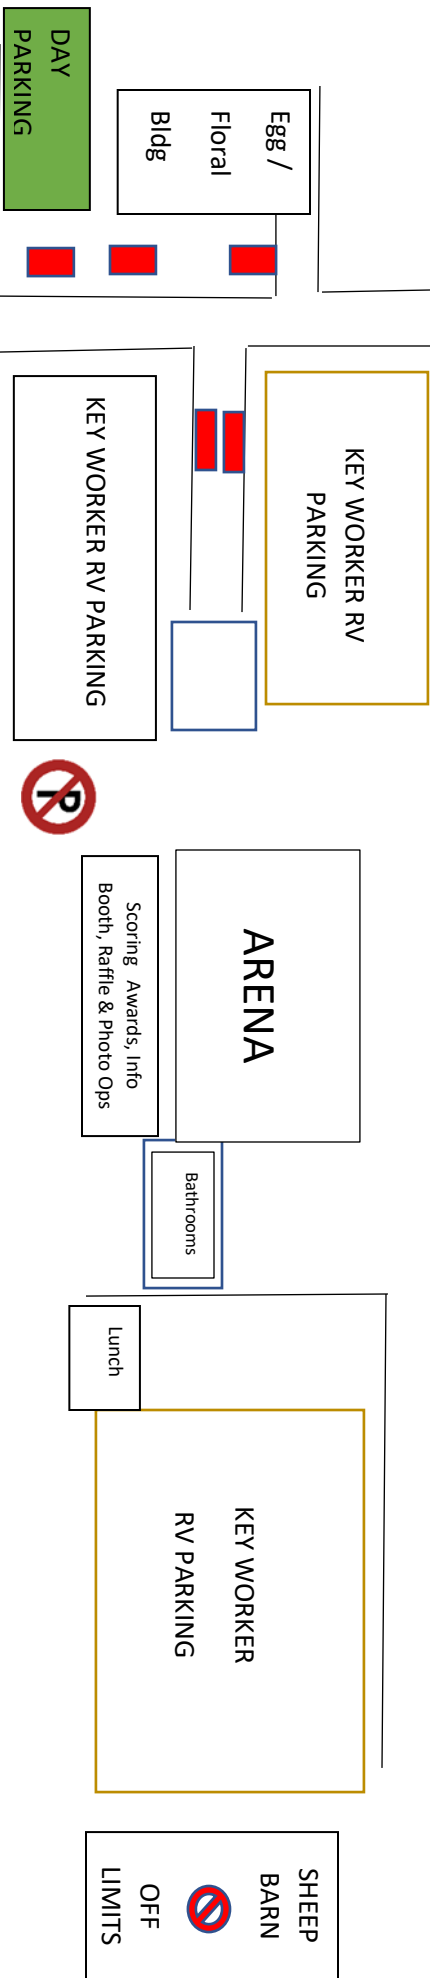 DAY
PARKING
Egg /
Floral
Bldg
KEY WORKER RV
PARKING
KEY WORKER RV PARKING
P
ARENA
Scoring Awards, Info
Booth, Raffle & Photo Ops
Bathrooms
Lunch
KEY WORKER
RV PARKING
SHEEP
BARN
OFF
LIMITS